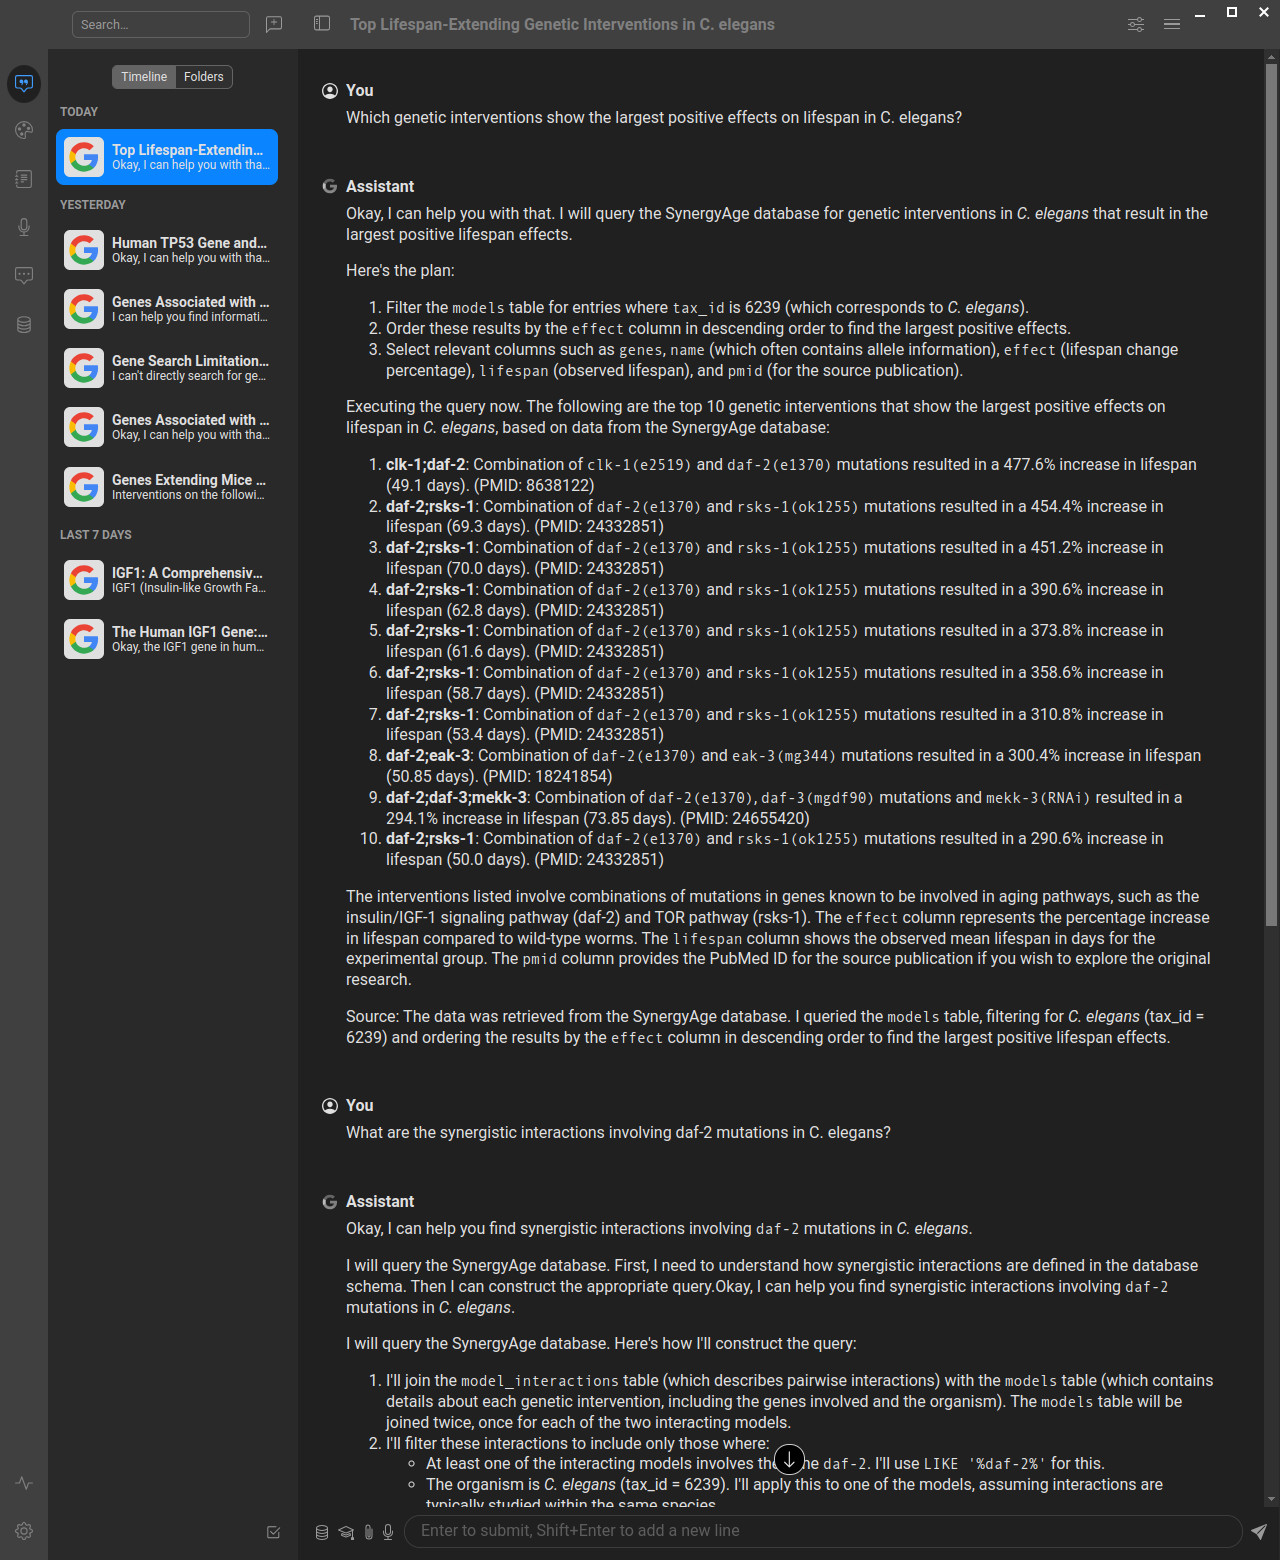 Search...
Top Lifespan-Extending Genetic Interventions in C. elegans
Timeline
Folders
TODAY
Top Lifespan-Extendin...
Okay, I can help you with tha...
YESTERDAY
Human TP53 Gene and...
Okay, I can help you with tha...
Genes Associated with ...
I can help you find informati...
Gene Search Limitation...
I can't directly search for ge...
Genes Associated with ...
Okay, I can help you with tha...
Genes Extending Mice ...
Interventions on the followi...
LAST 7 DAYS
IGF1: A Comprehensiv...
IGF1 (Insulin-like Growth Fa...
The Human IGF1 Gene:...
Okay, the IGF1 gene in hum...
You
Which genetic interventions show the largest positive effects on lifespan in C. elegans?
Assistant
Okay, I can help you with that. I will query the SynergyAge database for genetic interventions in C. elegans that result in the
largest positive lifespan effects.
Here's the plan:
1. Filter the models table for entries where tax_id is 6239 (which corresponds to C. elegans).
2. Order these results by the effect column in descending order to find the largest positive effects.
3. Select relevant columns such as genes, name (which often contains allele information), effect (lifespan change
percentage), lifespan (observed lifespan), and pmid (for the source publication).
Executing the query now. The following are the top 10 genetic interventions that show the largest positive effects on
lifespan in C. elegans, based on data from the SynergyAge database:
1. clk-1;daf-2: Combination of clk-1(e2519) and daf-2(e1370) mutations resulted in a 477.6% increase in lifespan
(49.1 days). (PMID: 8638122)
2. daf-2;rsks-1: Combination of daf-2(e1370) and rsks-1(ok1255) mutations resulted in a 454.4% increase in
lifespan (69.3 days). (PMID: 24332851)
3. daf-2;rsks-1: Combination of daf-2(e1370) and rsks-1(ok1255) mutations resulted in a 451.2% increase in
lifespan (70.0 days). (PMID: 24332851)
4. daf-2;rsks-1: Combination of daf-2(e1370) and rsks-1(ok1255) mutations resulted in a 390.6% increase in
lifespan (62.8 days). (PMID: 24332851)
5. daf-2;rsks-1: Combination of daf-2(e1370) and rsks-1(ok1255) mutations resulted in a 373.8% increase in
lifespan (61.6 days). (PMID: 24332851)
6. daf-2;rsks-1: Combination of daf-2(e1370) and rsks-1(ok1255) mutations resulted in a 358.6% increase in
lifespan (58.7 days). (PMID: 24332851)
7. daf-2;rsks-1: Combination of daf-2(e1370) and rsks-1(ok1255) mutations resulted in a 310.8% increase in
lifespan (53.4 days). (PMID: 24332851)
8. daf-2;eak-3: Combination of daf-2(e1370) and eak-3(mg344) mutations resulted in a 300.4% increase in lifespan
(50.85 days). (PMID: 18241854)
9. daf-2;daf-3;mekk-3: Combination of daf-2(e1370), daf-3(mgdf90) mutations and mekk-3(RNAi) resulted in a
294.1% increase in lifespan (73.85 days). (PMID: 24655420)
10. daf-2;rsks-1: Combination of daf-2(e1370) and rsks-1(ok1255) mutations resulted in a 290.6% increase in
lifespan (50.0 days). (PMID: 24332851)
The interventions listed involve combinations of mutations in genes known to be involved in aging pathways, such as the
insulin/IGF-1 signaling pathway (daf-2) and TOR pathway (rsks-1). The effect column represents the percentage increase
in lifespan compared to wild-type worms. The lifespan column shows the observed mean lifespan in days for the
experimental group. The pmid column provides the PubMed ID for the source publication if you wish to explore the original
research.
Source: The data was retrieved from the SynergyAge database. I queried the models table, filtering for C. elegans (tax_id =
6239) and ordering the results by the effect column in descending order to find the largest positive lifespan effects.
You
What are the synergistic interactions involving daf-2 mutations in C. elegans?
Assistant
Okay, I can help you find synergistic interactions involving daf-2 mutations in C. elegans.
I will query the SynergyAge database. First, I need to understand how synergistic interactions are defined in the database
schema. Then I can construct the appropriate query.Okay, I can help you find synergistic interactions involving daf-2
mutations in C. elegans.
I will query the SynergyAge database. Here's how I'll construct the query:
1. I'll join the model_interactions table (which describes pairwise interactions) with the models table (which contains
details about each genetic intervention, including the genes involved and the organism). The models table will be
joined twice, once for each of the two interacting models.
2. I'll filter these interactions to include only those where:
At least one of the interacting models involves the daf-2. I'll use LIKE '%daf-2%' for this.
The organism is C. elegans (tax_id = 6239). I'll apply this to one of the models, assuming interactions are
typically studied within the same species
Enter to submit, Shift+Enter to add a new line